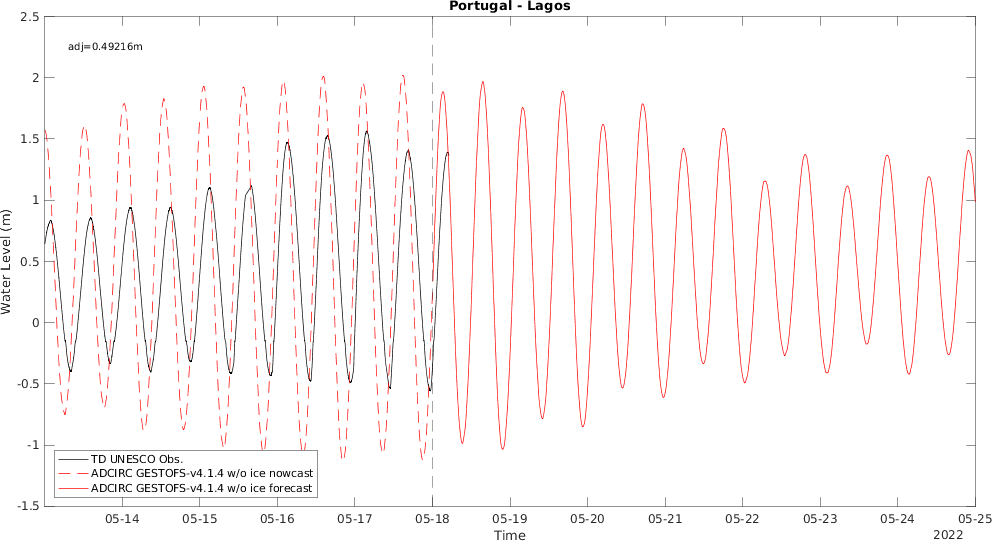 Portugal - Lagos
2.5
adj=0.49216m
2
1.5
1
0.5
0
-0.5
-1
-1.5
Water Level (m)
TD UNESCO Obs.
ADCIRC GESTOFS-v4.1.4 w/o ice nowcast
ADCIRC GESTOFS-v4.1.4 w/o ice forecast
05-14 05-15 05-16 05-17 05-18 05-19 05-20 05-21 05-22 05-23 05-24 05-25
Time
2022